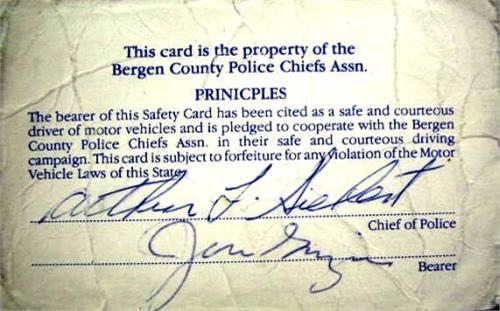 This card is the property of the
Bergen County Police Chiefs Assn.
PRINICPLES
The bearer of this Safety Card has been cited as a safe and courteous
driver of motor vehicles and is pledged to cooperate with the Bergen
County Police Chiefs Assn. in their safe and courteous driving
campaign. This card is subject to forfeiture for any violation of the Motor
Vehicle Laws of this State
Arthur F.
Chief of Police
Bearer